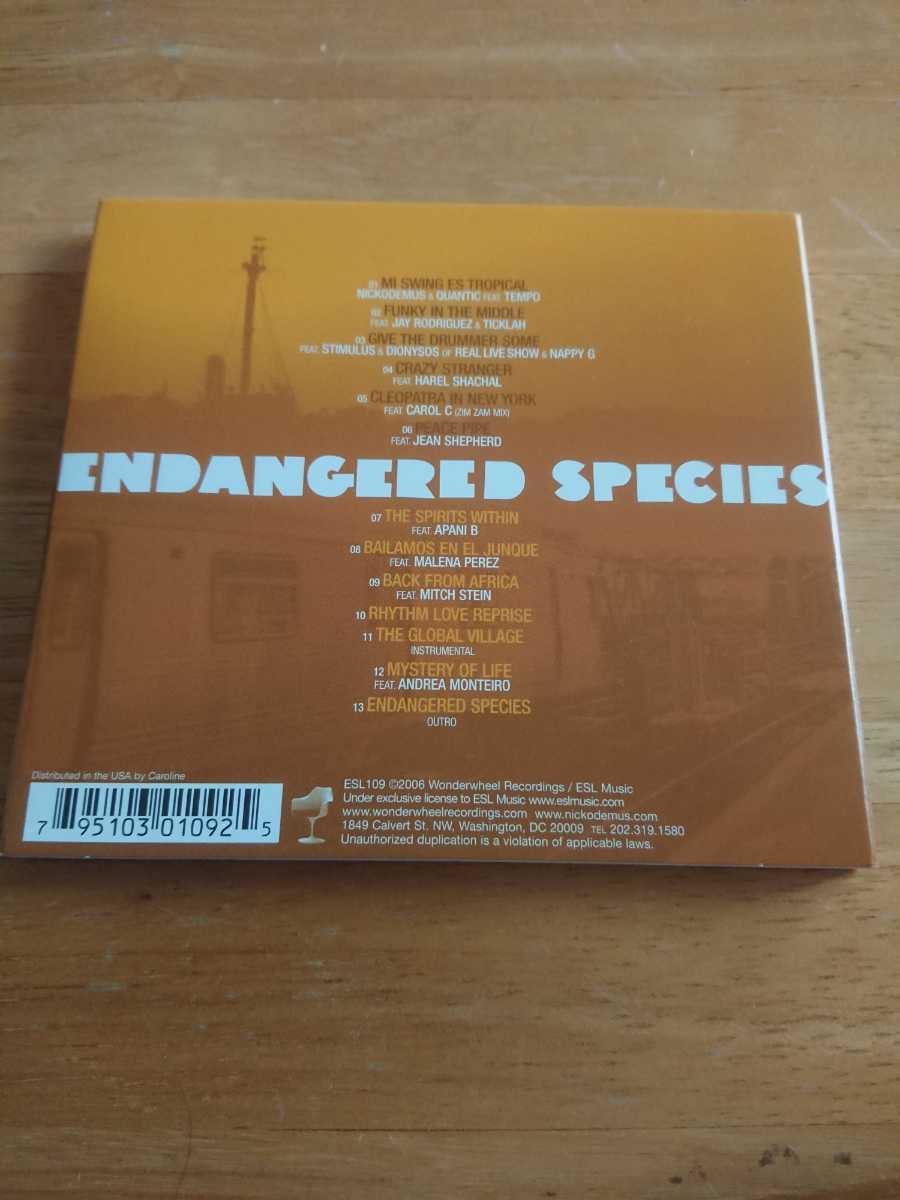 01 MI SWING ES TROPICAL
NICKODEMUS & QUANTIC FEAT. TEMPO
02 FUNKY IN THE MIDDLE
FEAT. JAY RODRIGUEZ & TICKLAH
03 GIVE THE DRUMMER SOME
FEAT. STIMULUS & DIONYSOS OF REAL LIVE SHOW & NAPPY G
04 CRAZY STRANGER
FEAT. HAREL SHACHAL
05 CLEOPATRA IN NEW YORK
FEAT. CAROL C (ZIM ZAM MIX)
06 PEACE PIPE
FEAT. JEAN SHEPHERD
ENDANGERED SPECIES
07 THE SPIRITS WITHIN
FEAT. APANI B
08 BAILAMOS EN EL JUNQUE
FEAT. MALENA PEREZ
09 BACK FROM AFRICA
FEAT. MITCH STEIN
10 RHYTHM LOVE REPRISE
11 THE GLOBAL VILLAGE
INSTRUMENTAL
12 MYSTERY OF LIFE
FEAT. ANDREA MONTEIRO
13 ENDANGERED SPECIES
OUTRO
Distributed in the USA by Caroline
7 95103 01092 5
ESL109 ©2006 Wonderwheel Recordings / ESL Music
Under exclusive license to ESL Music www.eslmusic.com
www.wonderwheelrecordings.com www.nickodemus.com
1849 Calvert St. NW, Washington, DC 20009 TEL 202.319.1580
Unauthorized duplication is a violation of applicable laws.